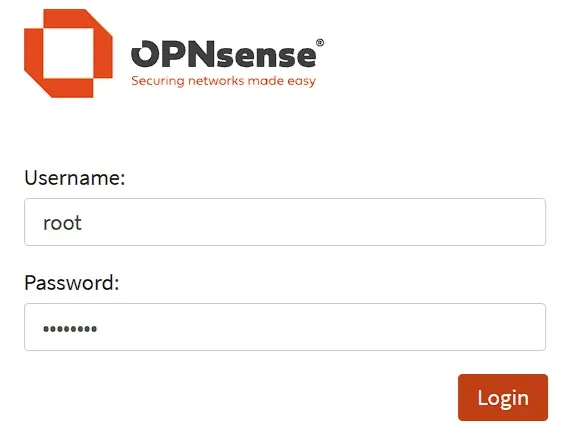 OPNsense®
Securing networks made easy
Username:
root
Password:
••••••••
Login